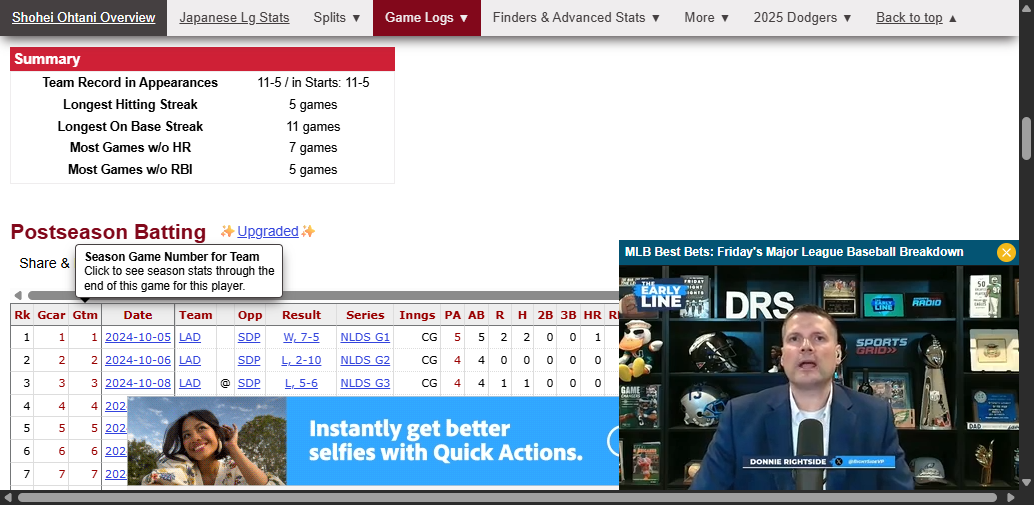 Shohei Ohtani Overview Japanese Lg Stats Splits ▼ Game Logs ▼ Finders & Advanced Stats ▼ More ▼ 2025 Dodgers ▼ Back to top ▲
Summary
Team Record in Appearances 11-5 / in Starts: 11-5
Longest Hitting Streak 5 games
Longest On Base Streak 11 games
Most Games w/o HR 7 games
Most Games w/o RBI 5 games
Postseason Batting ✨Upgraded✨
Share &
Season Game Number for Team
Click to see season stats through the
end of this game for this player.
Rk Gcar Gtm Date Team Opp Result Series Inngs PA AB R H 2B 3B HR
1 1 1 2024-10-05 LAD SDP W, 7-5 NLDS G1 CG 5 5 2 2 0 0 1
2 2 2 2024-10-06 LAD SDP L, 2-10 NLDS G2 CG 4 4 0 0 0 0 0
3 3 3 2024-10-08 LAD @ SDP L, 5-6 NLDS G3 CG 4 4 1 1 0 0 0
4 4 4 202
5 5 5 202
6 6 6 202
7 7 7 202
Instantly get better
selfies with Quick Actions.
MLB Best Bets: Friday's Major League Baseball Breakdown
THE
EARLY
LINE
DRS
EARLY
LINE
RADIO
SPORTS
GRID
GAME
CHANGERS
DAD
DONNIE RIGHTSIDE